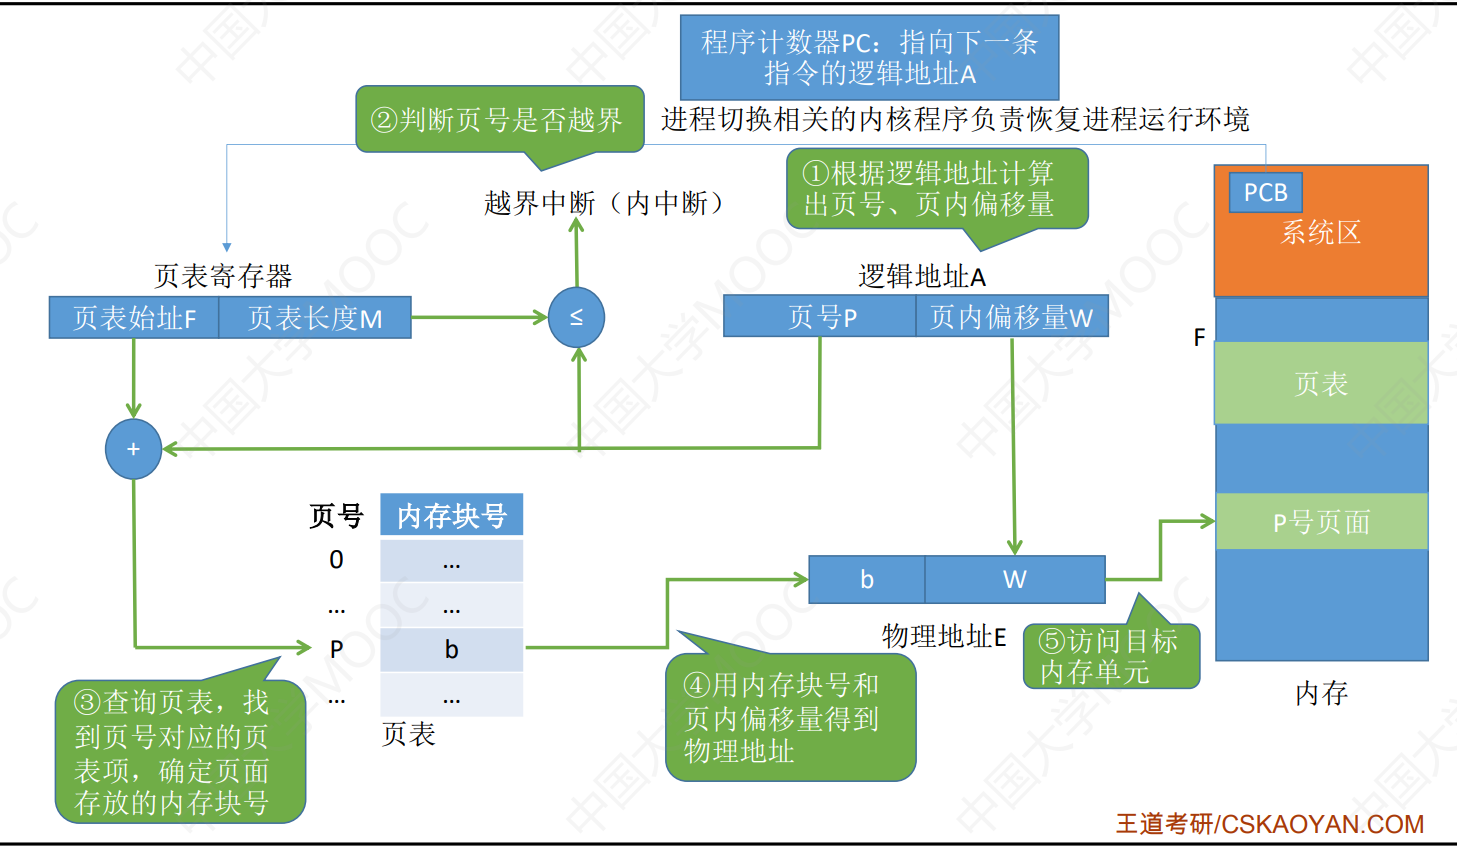 程序计数器PC：指向下一条
指令的逻辑地址A
②判断页号是否越界
进程切换相关的内核程序负责恢复进程运行环境
①根据逻辑地址计算
出页号、页内偏移量
越界中断（内中断）
PCB
系统区
页表寄存器
逻辑地址A
页表始址F
页表长度M
≤
页号P
页内偏移量W
F
页表
+
页号
内存块号
P号页面
0
...
...
...
b
W
P
b
物理地址E
⑤访问目标
内存单元
③查询页表，找
到页号对应的页
表项，确定页面
存放的内存块号
...
...
页表
④用内存块号和
页内偏移量得到
物理地址
内存
王道考研/CSKAOYAN.COM
中国大学MOOC